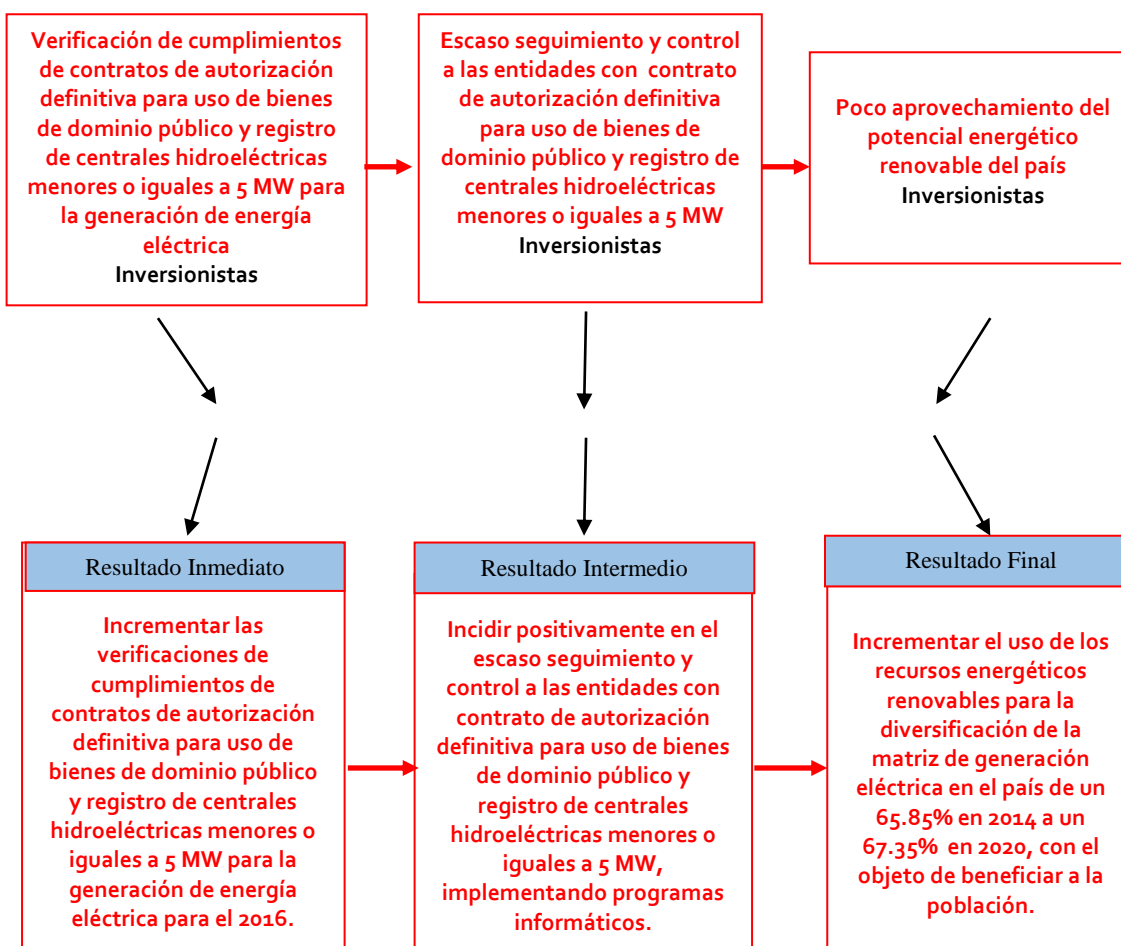 Verificación de cumplimientos
de contratos de autorización
definitiva para uso de bienes
de dominio público y registro
de centrales hidroeléctricas
menores o iguales a 5 MW para
la generación de energía
eléctrica
Inversionistas
Escaso seguimiento y control
a las entidades con contrato
de autorización definitiva
para uso de bienes de
dominio público y registro de
centrales hidroeléctricas
menores o iguales a 5 MW
Inversionistas
Poco aprovechamiento del
potencial energético
renovable del país
Inversionistas
Resultado Inmediato
Incrementar las
verificaciones de
cumplimientos de
contratos de autorización
definitiva para uso de
bienes de dominio público
y registro de centrales
hidroeléctricas menores o
iguales a 5 MW para la
generación de energía
eléctrica para el 2016.
Resultado Intermedio
Incidir positivamente en el
escaso seguimiento y
control a las entidades con
contrato de autorización
definitiva para uso de bienes
de dominio público y
registro de centrales
hidroeléctricas menores o
iguales a 5 MW,
implementando programas
informáticos.
Resultado Final
Incrementar el uso de los
recursos energéticos
renovables para la
diversificación de la
matriz de generación
eléctrica en el país de un
65.85% en 2014 a un
67.35% en 2020, con el
objeto de beneficiar a la
población.